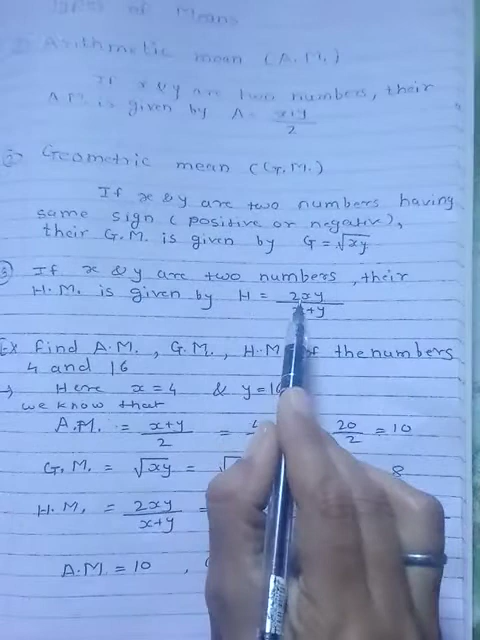 Types of Means
① Arithmetic mean (A.M.)
If x & y are two numbers, their
A.M. is given by A = x+y/2
② Geometric mean (G.M.)
If x & y are two numbers having
same sign (positive or negative),
their G.M. is given by G = √xy
③ If x & y are two numbers, their
H.M. is given by H = 2xy/x+y
Ex Find A.M., G.M., H.M of the numbers
4 and 16
→ Here x = 4 & y = 16
we know that
A.M. = x+y/2 = 20/2 = 10
G.M. = √xy = √ 8
H.M. = 2xy/x+y =
A.M. = 10 ,